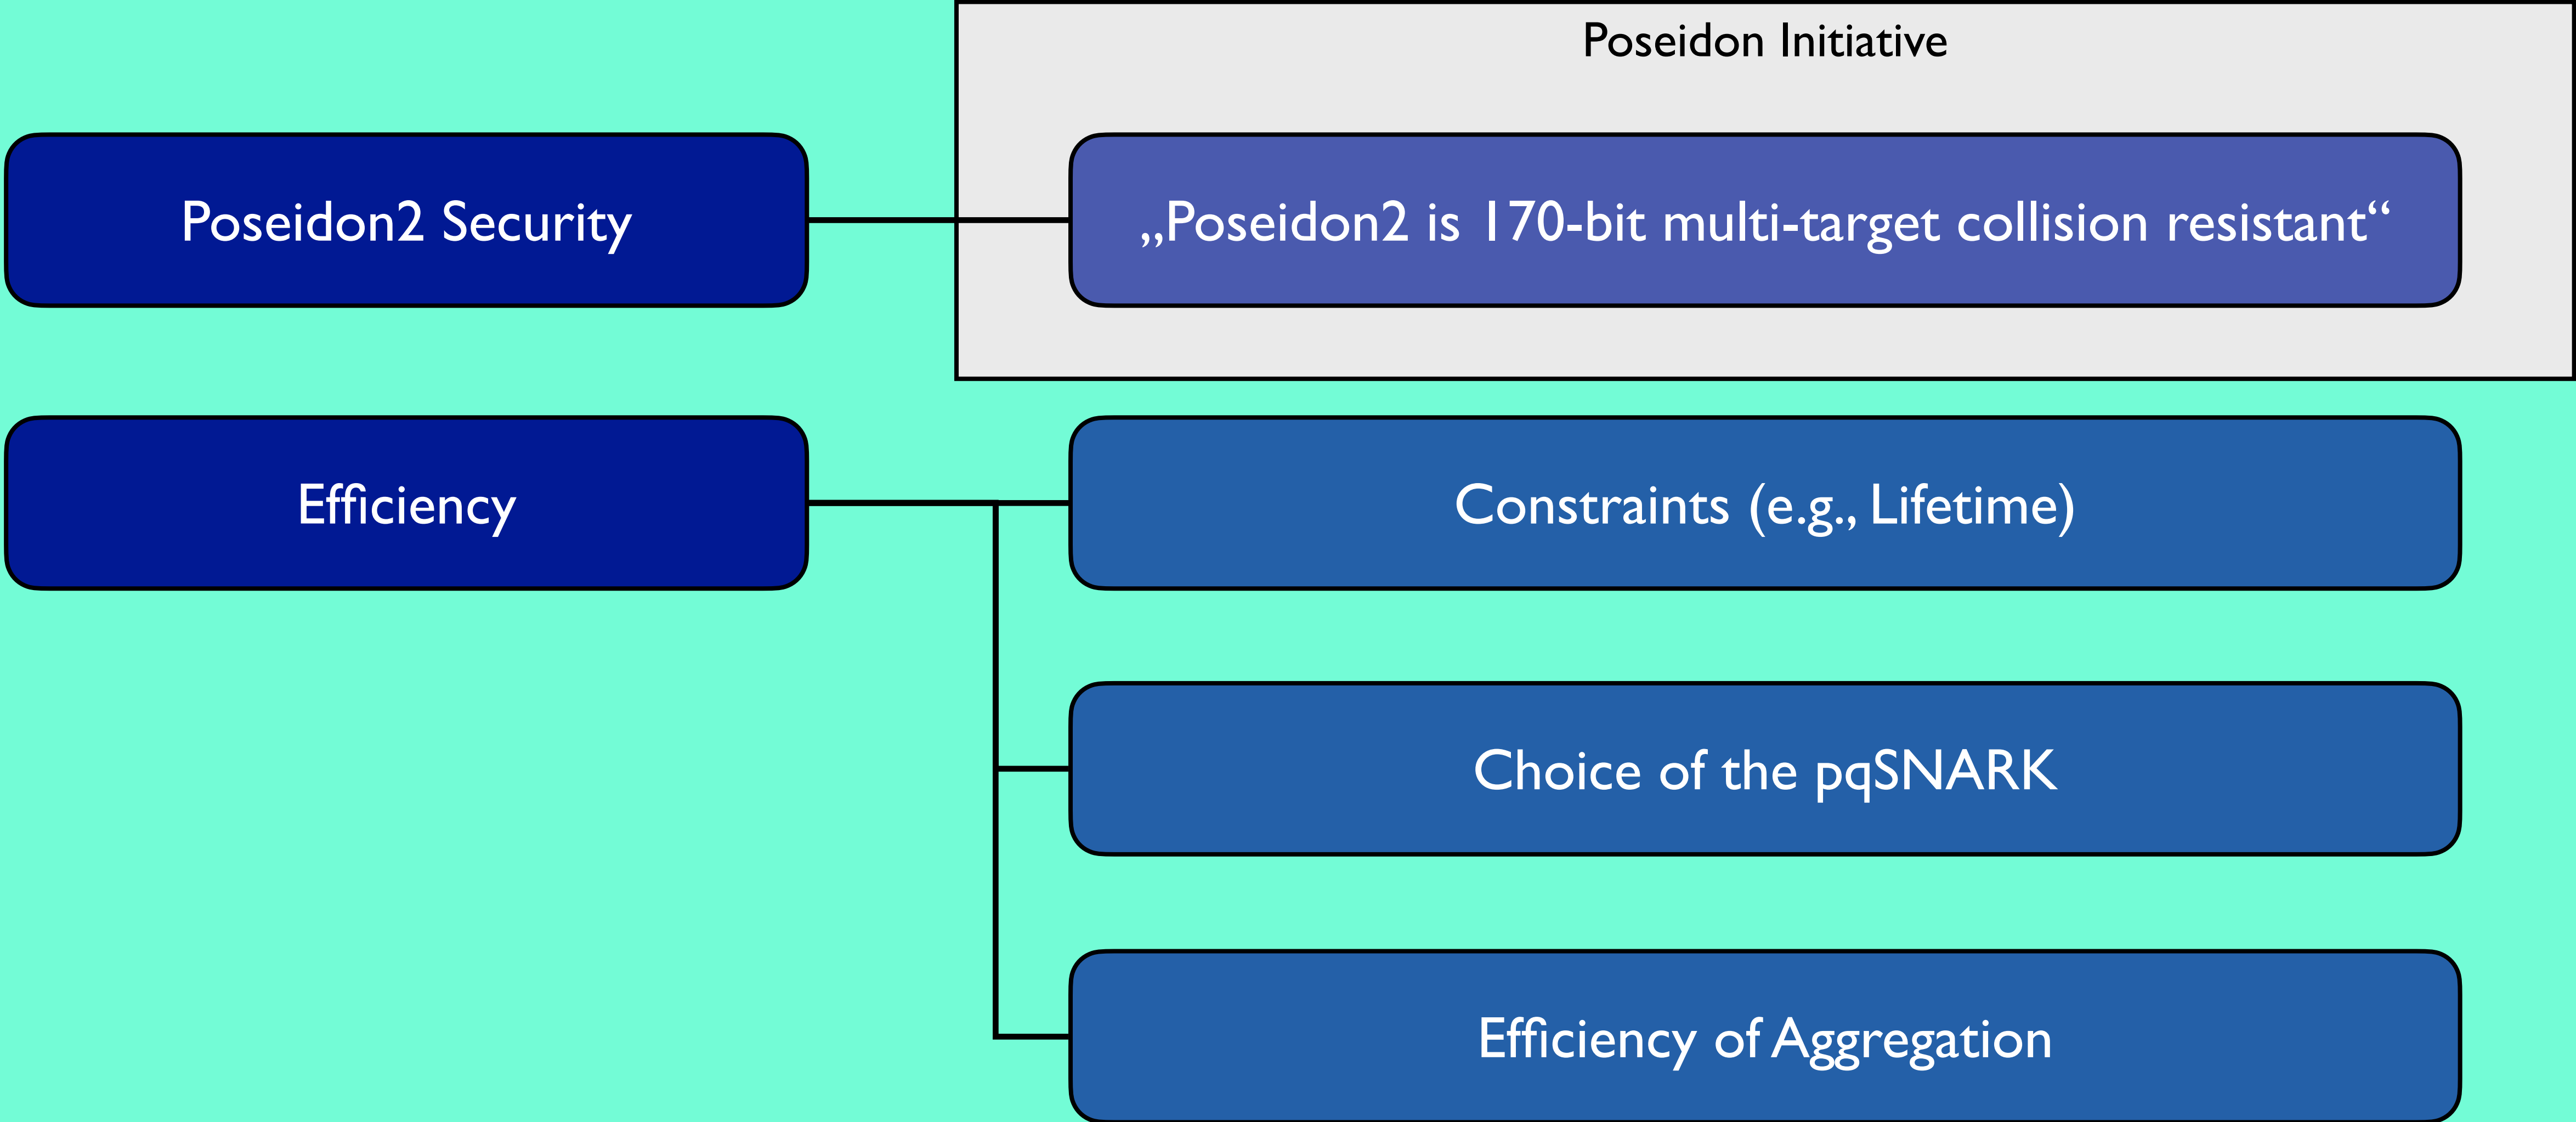 Poseidon Initiative
Poseidon2 Security
„Poseidon2 is 170-bit multi-target collision resistant“
Efficiency
Constraints (e.g., Lifetime)
Choice of the pqSNARK
Efficiency of Aggregation